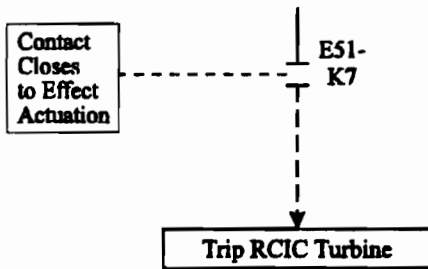 Contact
Closes
to Effect
Actuation
E51-
K7
Trip RCIC Turbine